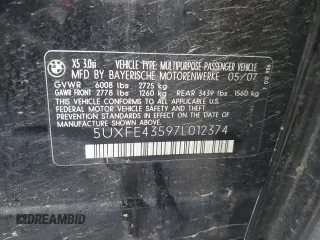 BMW
X5 3.0si
VEHICLE TYPE: MULTIPURPOSE-PASSENGER VEHICLE
MFD. BY BAYERISCHE MOTORENWERKE 05/07
GVWR 6008 lbs 2725 kg
GAWR FRONT 2778 lbs 1260 kg REAR 3439 lbs 1560 kg
THIS VEHICLE CONFORMS TO ALL APPLICABLE
FEDERAL MOTOR VEHICLE SAFETY, BUMPER, AND THEFT
PREVENTION STANDARDS IN EFFECT ON THE DATE OF
MANUFACTURE SHOWN ABOVE
5UXFE43597L012374
DREAMBID